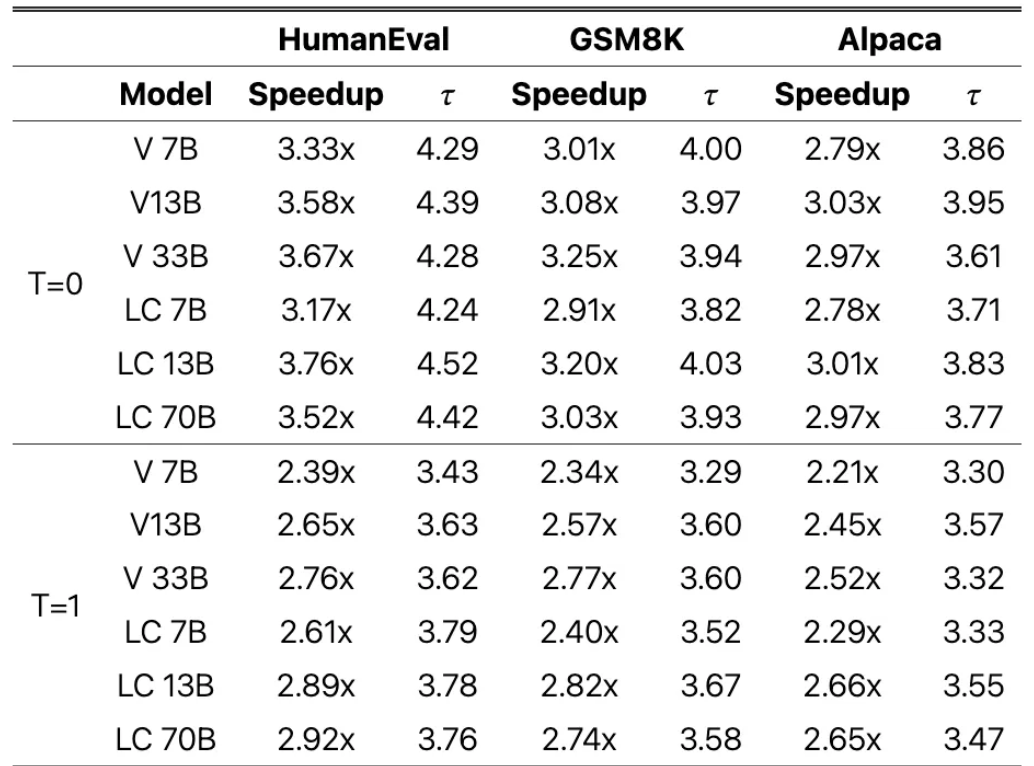 HumanEval GSM8K Alpaca
Model Speedup τ Speedup τ Speedup τ
T=0
V 7B 3.33x 4.29 3.01x 4.00 2.79x 3.86
V13B 3.58x 4.39 3.08x 3.97 3.03x 3.95
V 33B 3.67x 4.28 3.25x 3.94 2.97x 3.61
LC 7B 3.17x 4.24 2.91x 3.82 2.78x 3.71
LC 13B 3.76x 4.52 3.20x 4.03 3.01x 3.83
LC 70B 3.52x 4.42 3.03x 3.93 2.97x 3.77
T=1
V 7B 2.39x 3.43 2.34x 3.29 2.21x 3.30
V13B 2.65x 3.63 2.57x 3.60 2.45x 3.57
V 33B 2.76x 3.62 2.77x 3.60 2.52x 3.32
LC 7B 2.61x 3.79 2.40x 3.52 2.29x 3.33
LC 13B 2.89x 3.78 2.82x 3.67 2.66x 3.55
LC 70B 2.92x 3.76 2.74x 3.58 2.65x 3.47